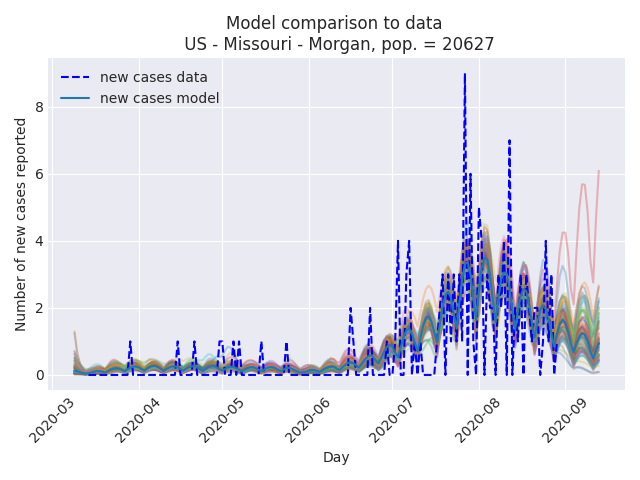 Model comparison to data
US - Missouri - Morgan, pop. = 20627
new cases data
new cases model
Number of new cases reported
8
6
4
2
0
2020-03
2020-04
2020-05
2020-06
2020-07
2020-08
2020-09
Day